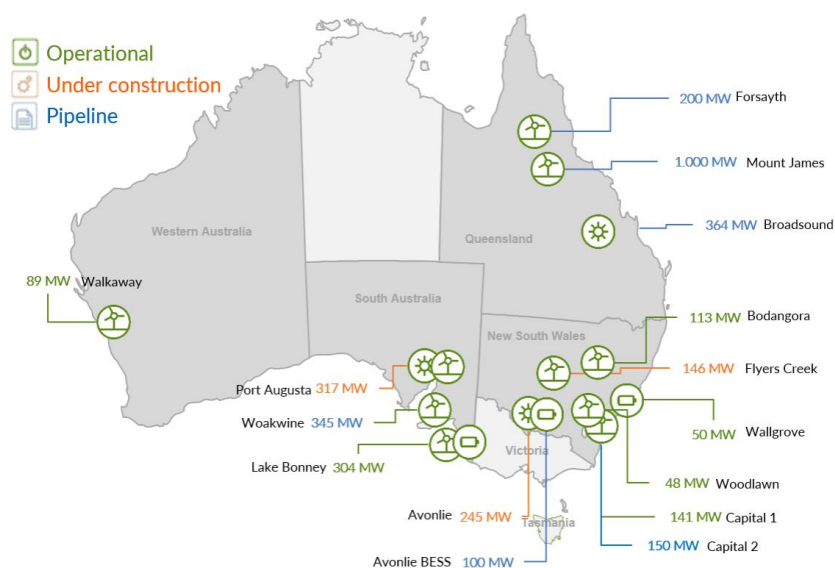 Operational
Under construction
Pipeline
200 MW Forsayth
1.000 MW Mount James
Western Australia
Queensland
364 MW Broadsound
89 MW Walkaway
South Australia
113 MW Bodangora
New South Wales
146 MW Flyers Creek
Port Augusta 317 MW
Woakwine 345 MW
50 MW Wallgrove
Victoria
Lake Bonney 304 MW
48 MW Woodlawn
Avonlie 245 MW
141 MW Capital 1
Tasmania
150 MW Capital 2
Avonlie BESS 100 MW